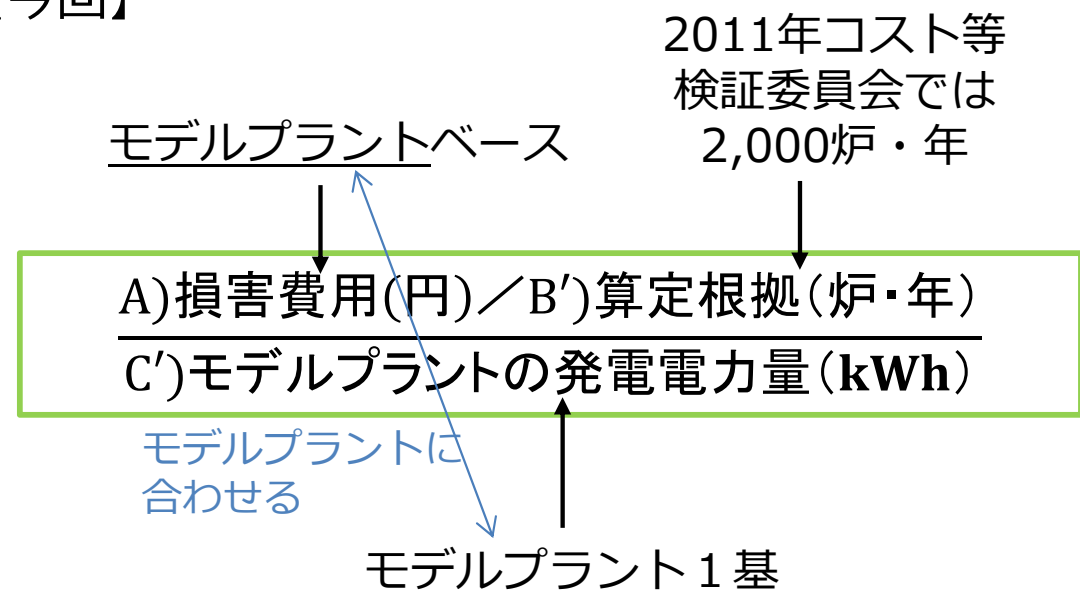 今回】
2011年コスト等
検証委員会では
2,000炉・年
モデルプラントベース
A)損害費用(円)／B′)算定根拠(炉・年)
C′)モデルプラントの発電電力量(kWh)
モデルプラントに
合わせる
モデルプラント１基